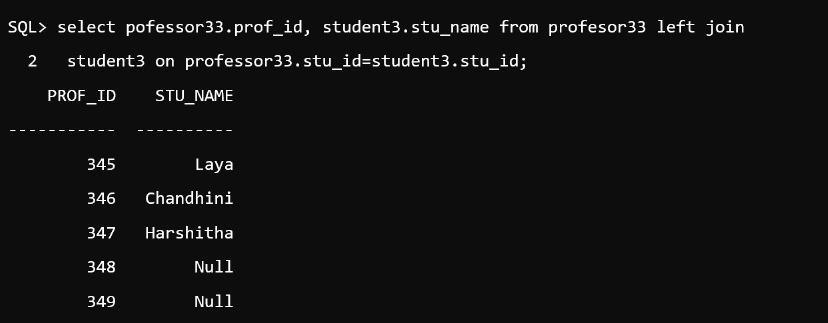 SQL> select pofessor33.prof_id, student3.stu_name from profesor33 left join
2 student3 on professor33.stu_id=student3.stu_id;
PROF_ID STU_NAME
----------- ----------
345 Laya
346 Chandhini
347 Harshitha
348 Null
349 Null